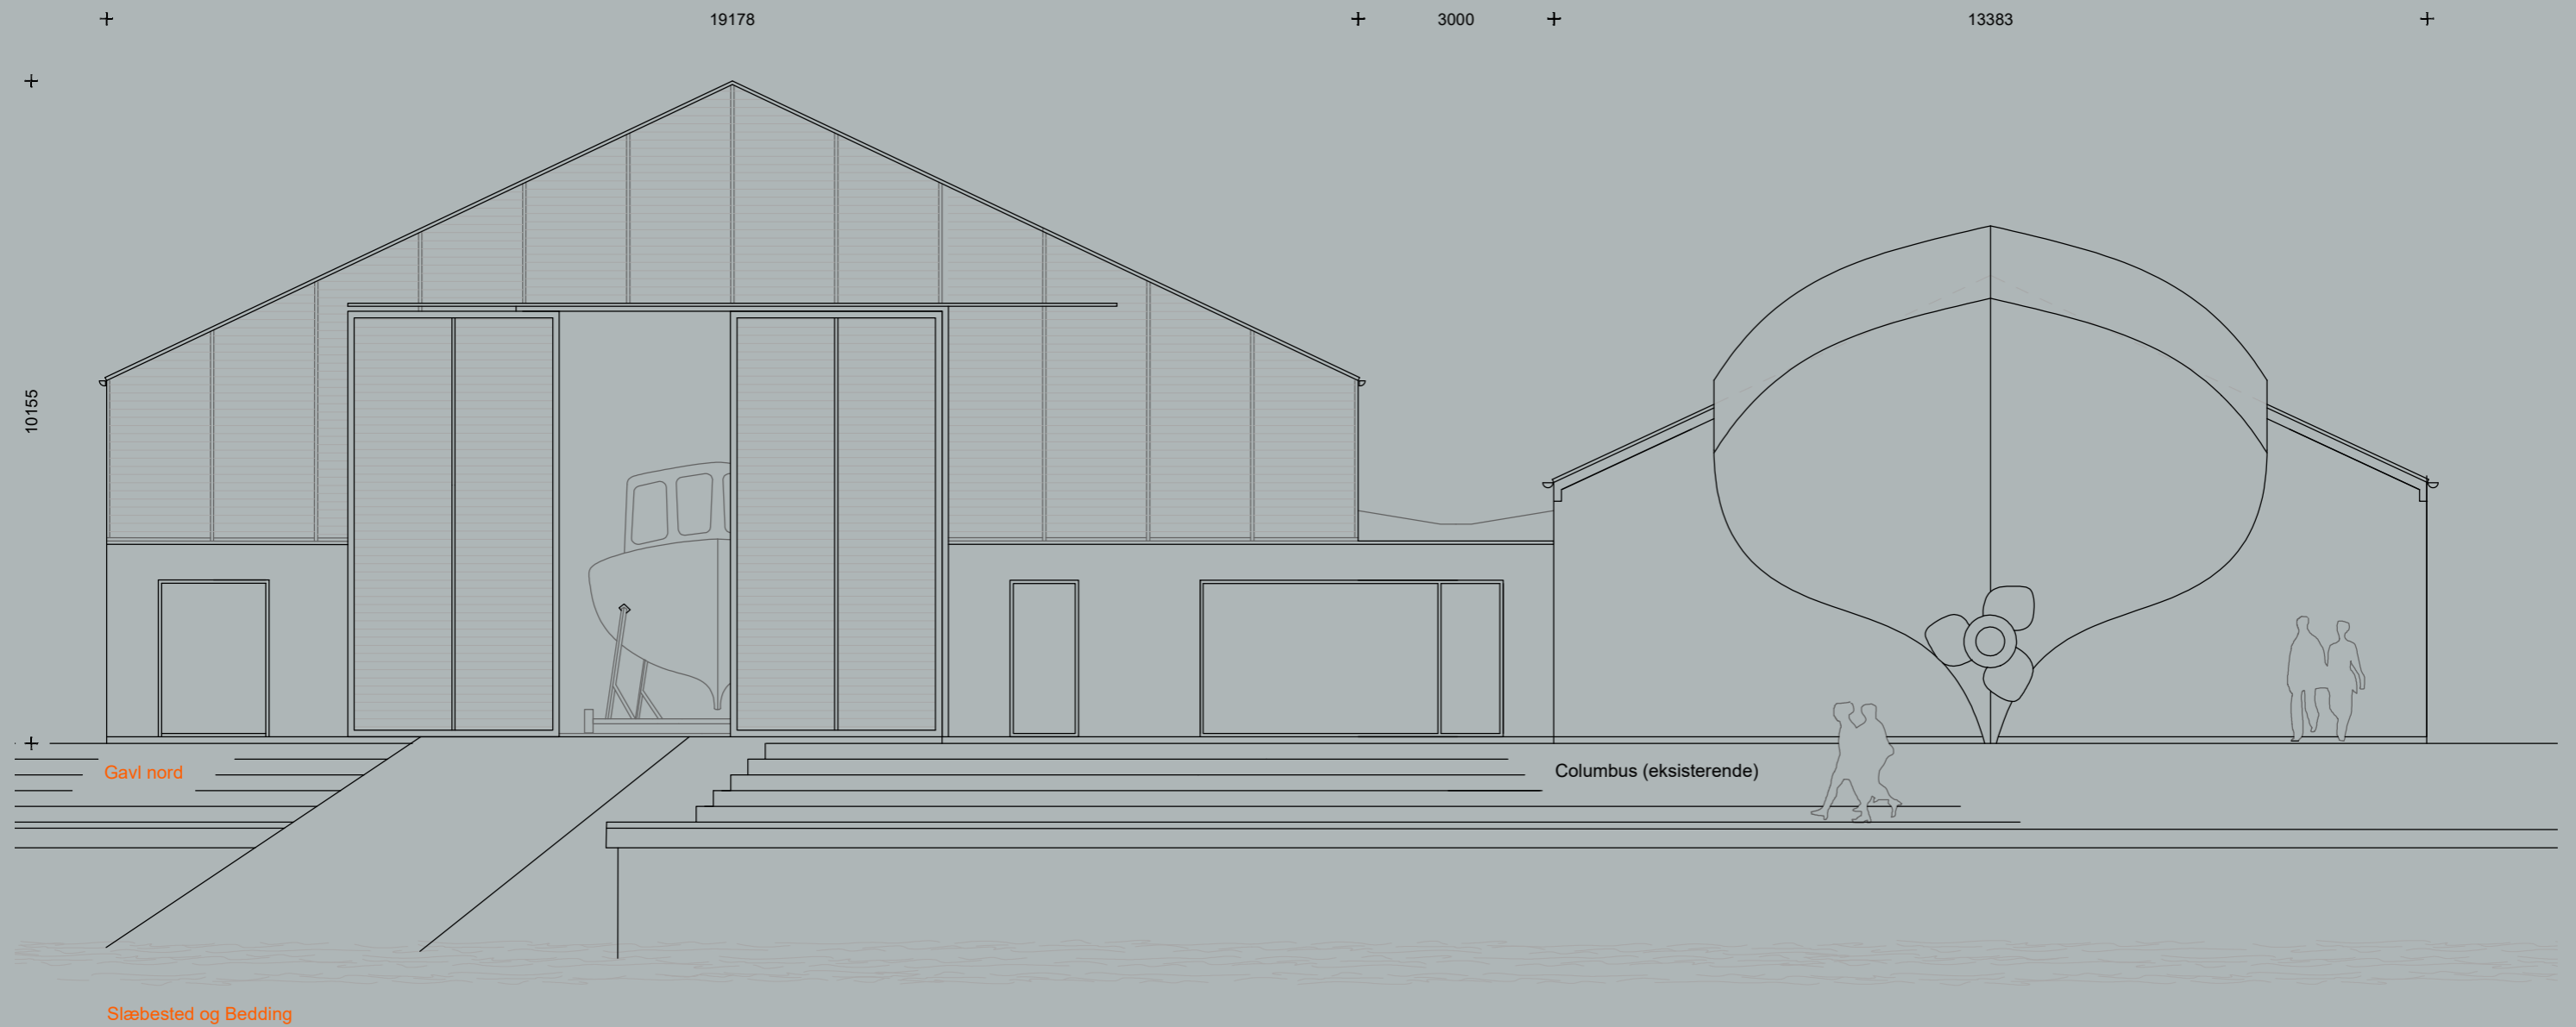 19178
3000
13383
10155
Gavl nord
Columbus (eksisterende)
Slæbested og Bedding